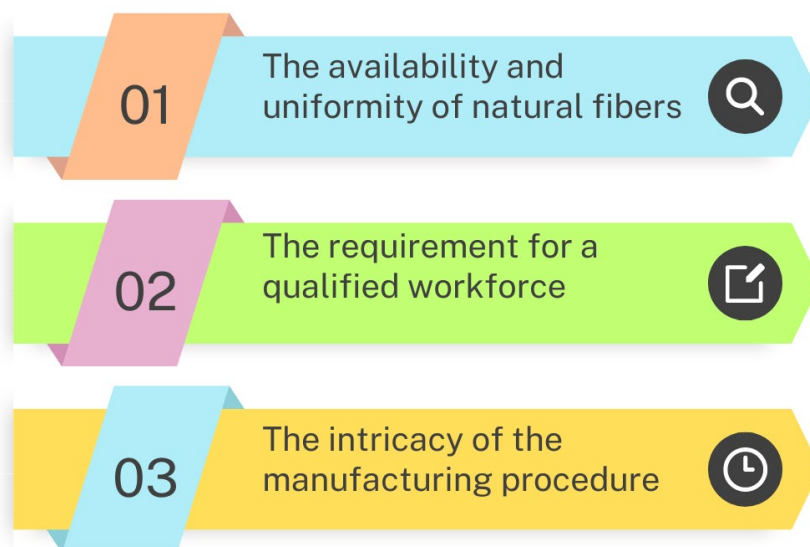 01
The availability and
uniformity of natural fibers
02
The requirement for a
qualified workforce
03
The intricacy of the
manufacturing procedure